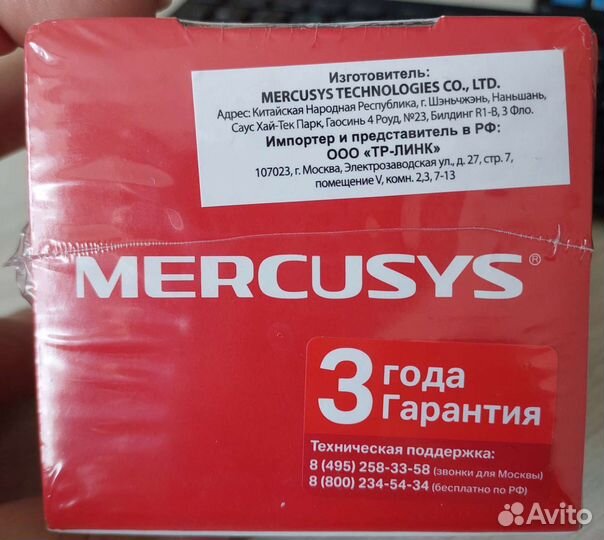 Изготовитель:
MERCUSYS TECHNOLOGIES CO., LTD.
Адрес: Китайская Народная Республика, г. Шэньчжэнь, Наньшань,
Саус Хай-Тек Парк, Гаосинь 4 Роуд, №23, Билдинг R1-B, 3 Фло.
Импортер и представитель в РФ:
ООО «ТР-ЛИНК»
107023, г. Москва, Электрозаводская ул., д. 27, стр. 7,
помещение V, комн. 2,3, 7-13
MERCUSYS®
3 года
Гарантия
Техническая поддержка:
8 (495) 258-33-58 (звонки для Москвы)
8 (800) 234-54-34 (бесплатно по РФ)
Avito